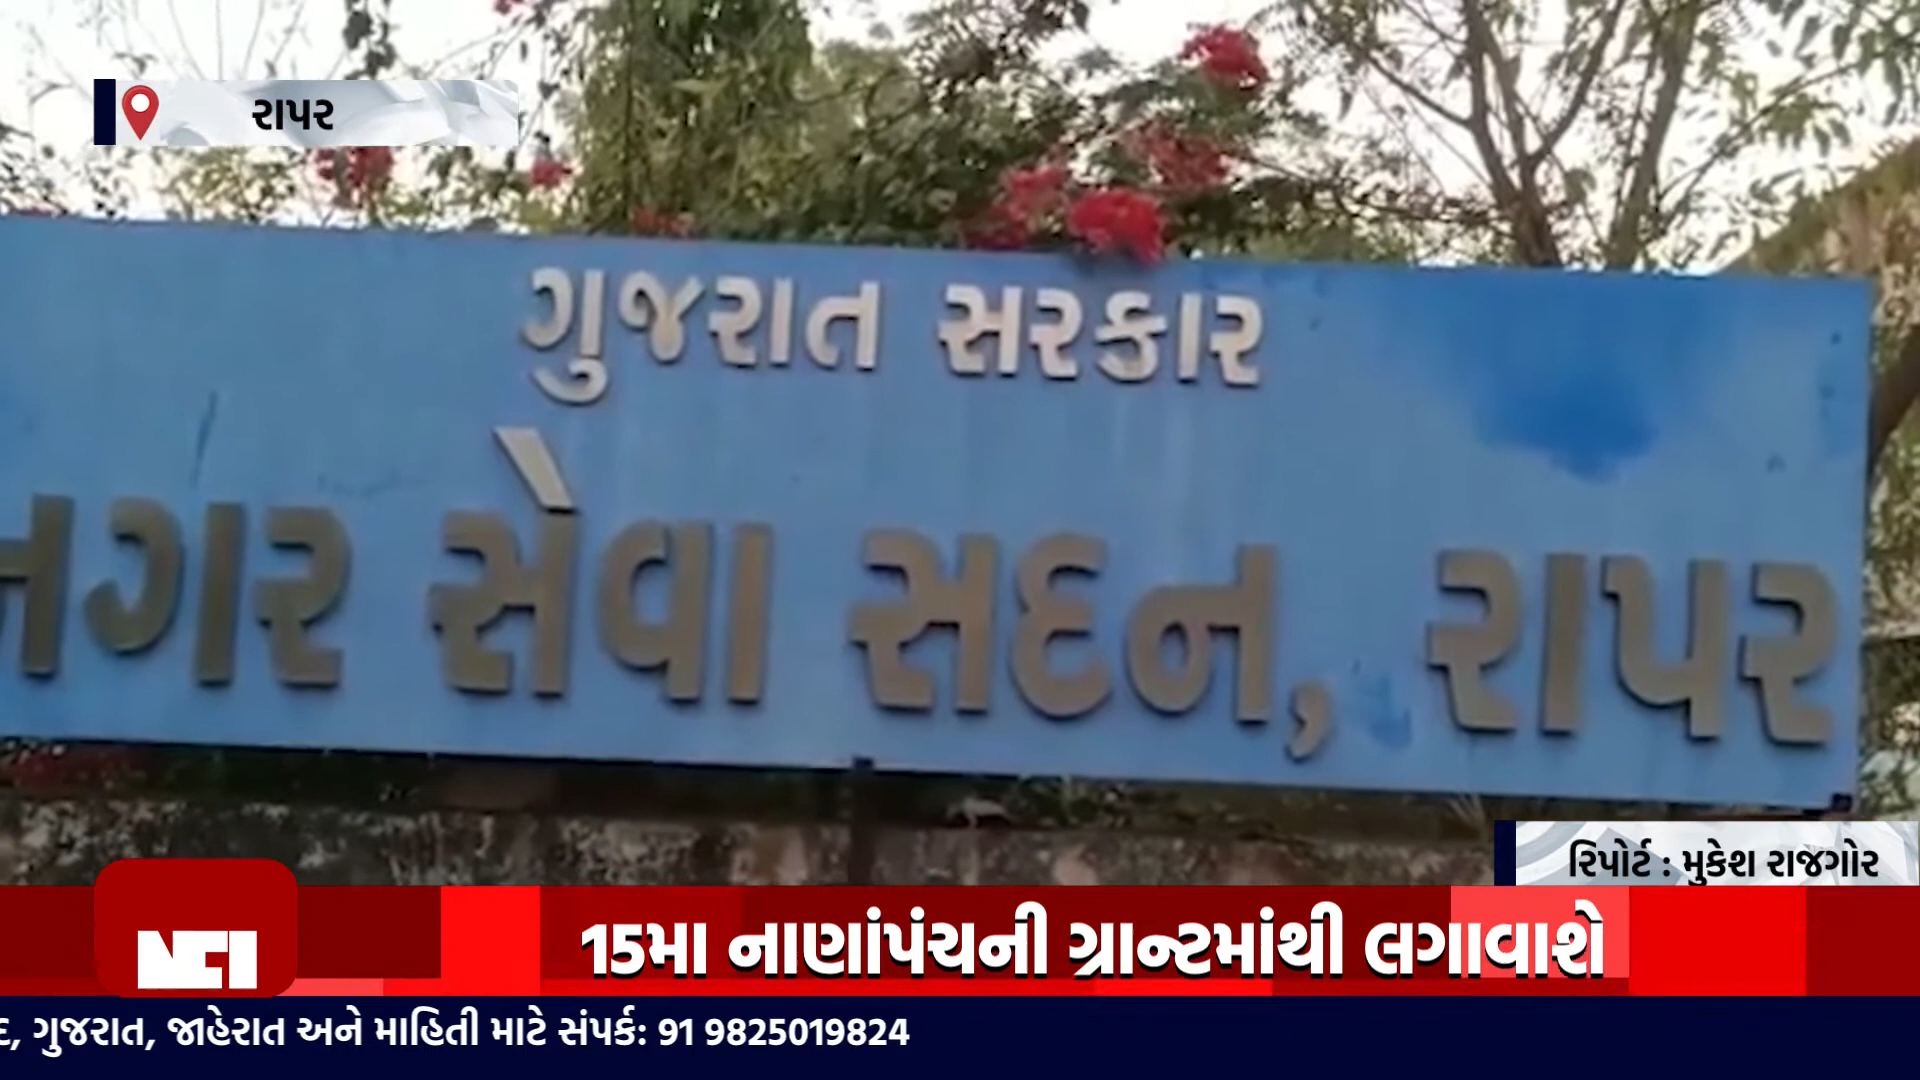 રાપર
ગુજરાત સરકાર
નગર સેવા સદન, રાપર
રિપોર્ટ : મુકેશ રાજગોર
15મા નાણાંપંચની ગ્રાન્ટમાંથી લગાવાશે
ગુજરાત, જાહેરાત અને માહિતી માટે સંપર્ક: 91 9825019824